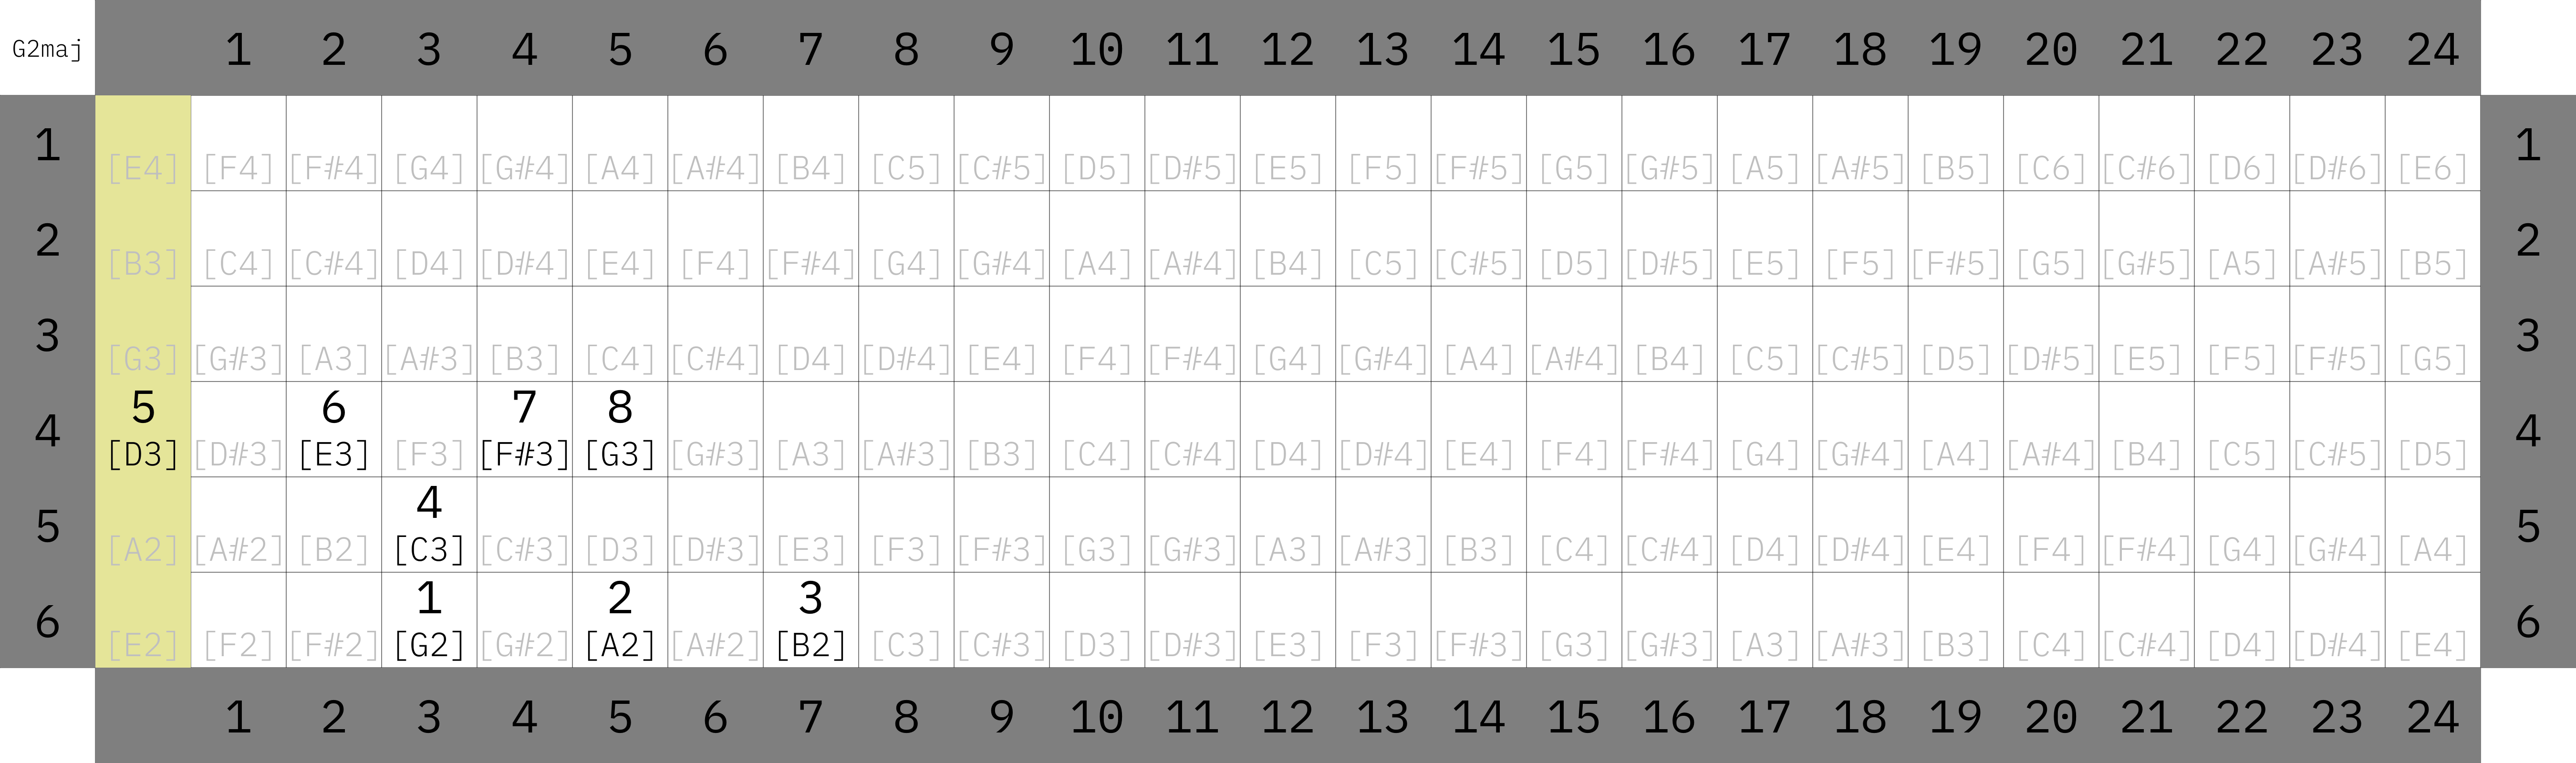 G2maj 1 2 3 4 5 6 7 8 9 10 11 12 13 14 15 16 17 18 19 20 21 22 23 24
1 [E4] [F4] [F#4] [G4] [G#4] [A4] [A#4] [B4] [C5] [C#5] [D5] [D#5] [E5] [F5] [F#5] [G5] [G#5] [A5] [A#5] [B5] [C6] [C#6] [D6] [D#6] [E6] 1
2 [B3] [C4] [C#4] [D4] [D#4] [E4] [F4] [F#4] [G4] [G#4] [A4] [A#4] [B4] [C5] [C#5] [D5] [D#5] [E5] [F5] [F#5] [G5] [G#5] [A5] [A#5] [B5] 2
3 [G3] [G#3] [A3] [A#3] [B3] [C4] [C#4] [D4] [D#4] [E4] [F4] [F#4] [G4] [G#4] [A4] [A#4] [B4] [C5] [C#5] [D5] [D#5] [E5] [F5] [F#5] [G5] 3
5 6 7 8
4 [D3] [D#3] [E3] [F3] [F#3] [G3] [G#3] [A3] [A#3] [B3] [C4] [C#4] [D4] [D#4] [E4] [F4] [F#4] [G4] [G#4] [A4] [A#4] [B4] [C5] [C#5] [D5] 4
4
5 [A2] [A#2] [B2] [C3] [C#3] [D3] [D#3] [E3] [F3] [F#3] [G3] [G#3] [A3] [A#3] [B3] [C4] [C#4] [D4] [D#4] [E4] [F4] [F#4] [G4] [G#4] [A4] 5
1 2 3
6 [E2] [F2] [F#2] [G2] [G#2] [A2] [A#2] [B2] [C3] [C#3] [D3] [D#3] [E3] [F3] [F#3] [G3] [G#3] [A3] [A#3] [B3] [C4] [C#4] [D4] [D#4] [E4] 6
1 2 3 4 5 6 7 8 9 10 11 12 13 14 15 16 17 18 19 20 21 22 23 24